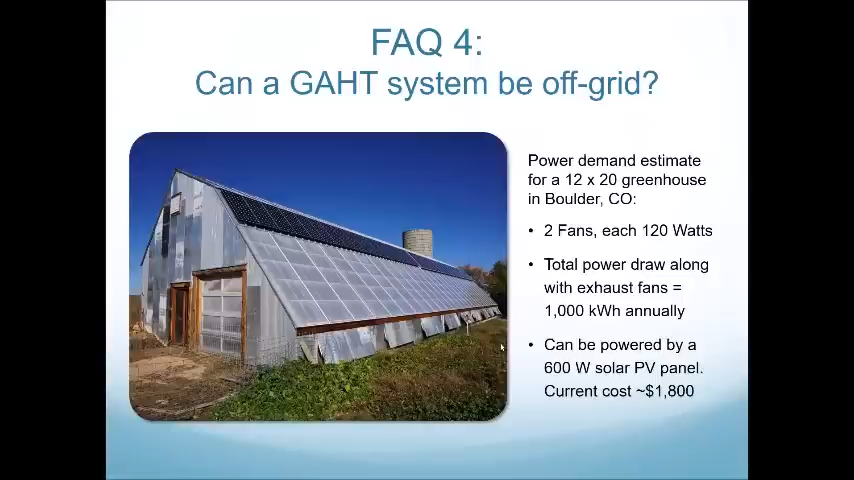 FAQ 4:
Can a GAHT system be off-grid?
Power demand estimate
for a 12 x 20 greenhouse
in Boulder, CO:
• 2 Fans, each 120 Watts
• Total power draw along
with exhaust fans =
1,000 kWh annually
• Can be powered by a
600 W solar PV panel.
Current cost ~$1,800